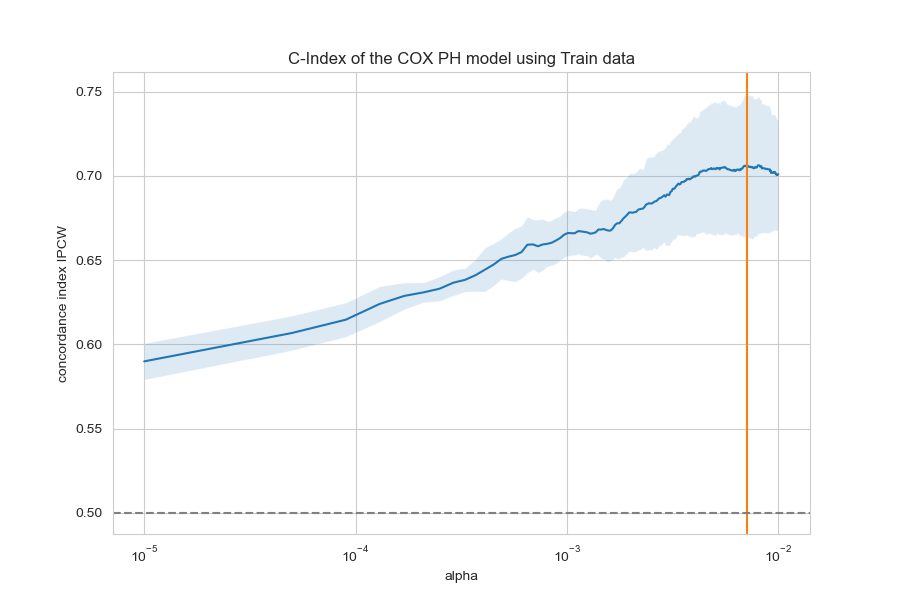 C-Index of the COX PH model using Train data
concordance index IPCW
0.75
0.70
0.65
0.60
0.55
0.50
10⁻⁵ 10⁻⁴ 10⁻³ 10⁻²
alpha